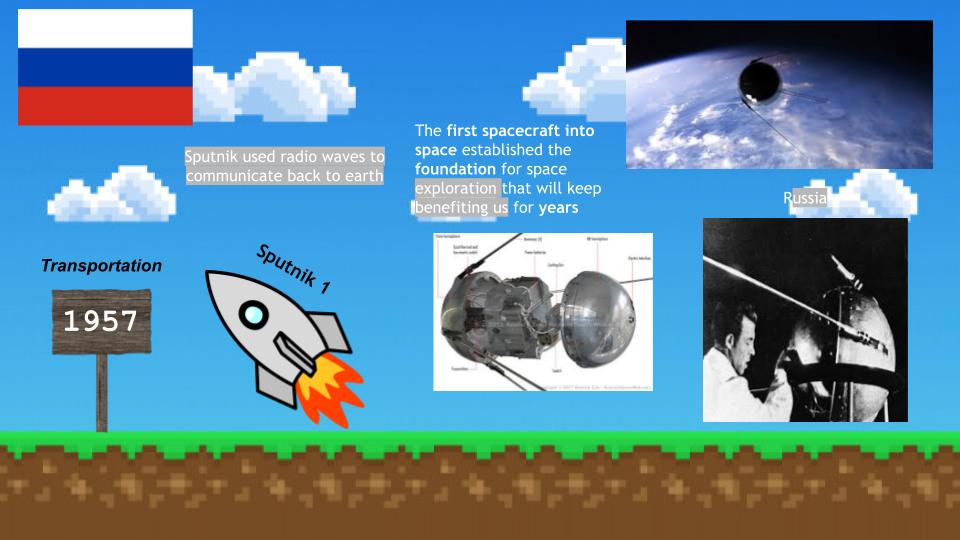 Sputnik used radio waves to
communicate back to earth
The first spacecraft into
space established the
foundation for space
exploration that will keep
benefiting us for years
Russia
Transportation
1957
Sputnik 1